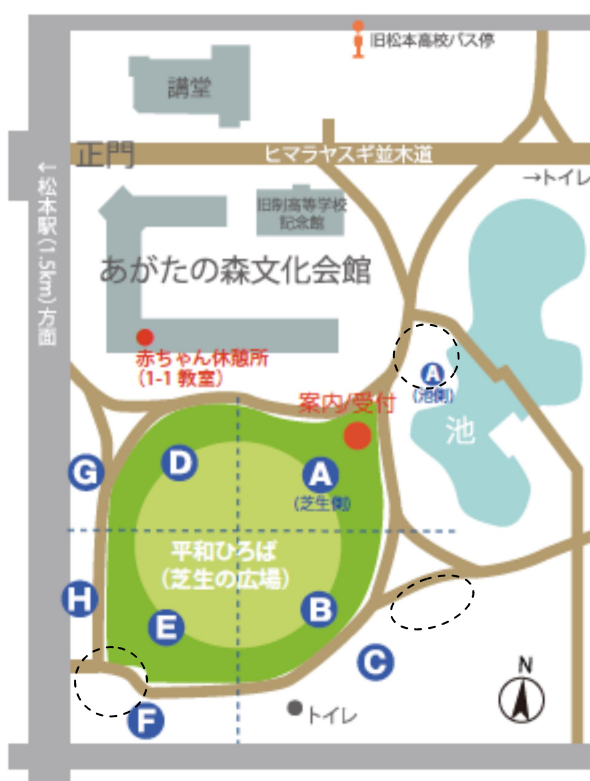 旧松本高校バス停
講堂
正門
ヒマラヤスギ並木道
→トイレ
←松本駅(1.5km)方面
旧制高等学校
記念館
あがたの森文化会館
赤ちゃん休憩所
(1-1 教室)
A
(池側)
案内/受付
池
D
G
A
(芝生側)
平和ひろば
(芝生の広場)
H
B
E
C
F
トイレ
N